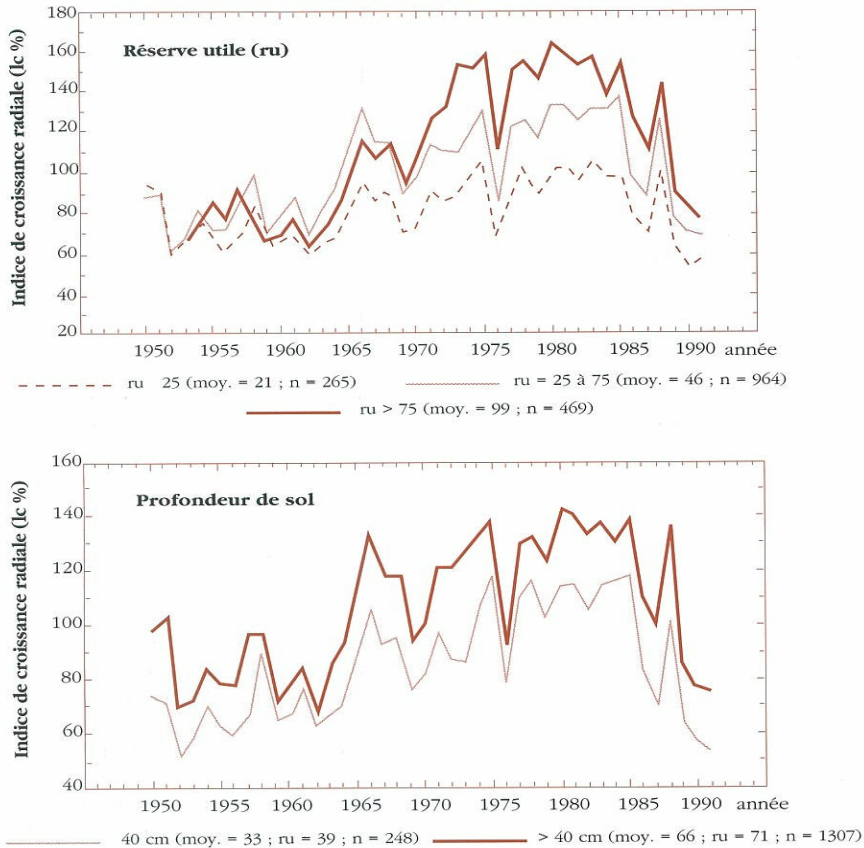 180
160
140
120
100
80
60
40
20
Indice de croissance radiale (lc %)
Réserve utile (ru)
1950 1955 1960 1965 1970 1975 1980 1985 1990 année
ru 25 (moy. = 21 ; n = 265) ru = 25 à 75 (moy. = 46 ; n = 964)
ru > 75 (moy. = 99 ; n = 469)
160
140
120
100
80
60
40
Indice de croissance radiale (lc %)
Profondeur de sol
1950 1955 1960 1965 1970 1975 1980 1985 1990 année
40 cm (moy. = 33 ; ru = 39 ; n = 248) > 40 cm (moy. = 66 ; ru = 71 ; n = 1307)